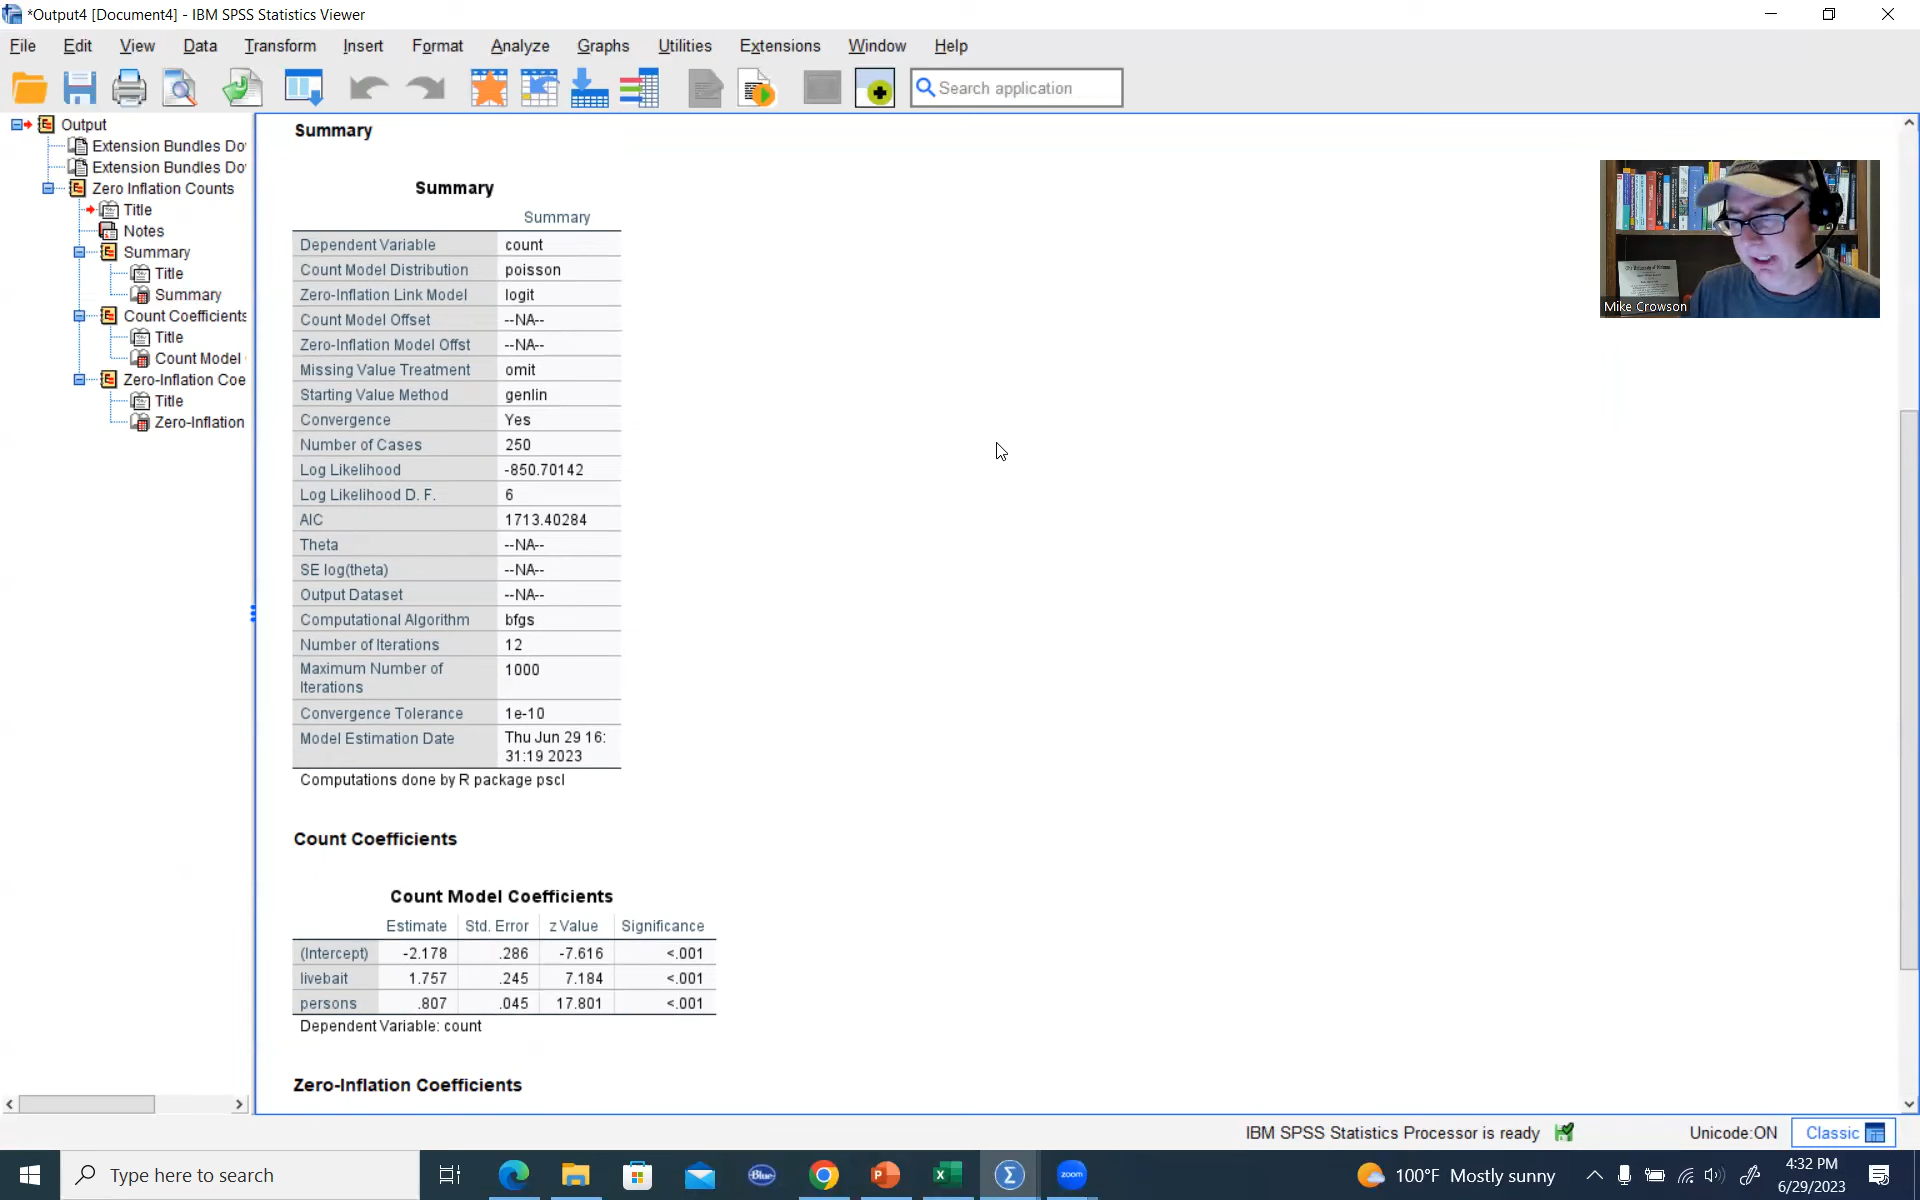 *Output4 [Document4] - IBM SPSS Statistics Viewer
File Edit View Data Transform Insert Format Analyze Graphs Utilities Extensions Window Help
Search application
Output
Extension Bundles Do
Extension Bundles Do
Zero Inflation Counts
Title
Notes
Summary
Title
Summary
Count Coefficients
Title
Count Model
Zero-Inflation Coe
Title
Zero-Inflation
Summary
Summary
Summary
Dependent Variable count
Count Model Distribution poisson
Zero-Inflation Link Model logit
Count Model Offset --NA--
Zero-Inflation Model Offst --NA--
Missing Value Treatment omit
Starting Value Method genlin
Convergence Yes
Number of Cases 250
Log Likelihood -850.70142
Log Likelihood D. F. 6
AIC 1713.40284
Theta --NA--
SE log(theta) --NA--
Output Dataset --NA--
Computational Algorithm bfgs
Number of Iterations 12
Maximum Number of Iterations 1000
Convergence Tolerance 1e-10
Model Estimation Date Thu Jun 29 16:
31:19 2023
Computations done by R package pscl
Count Coefficients
Count Model Coefficients
Estimate Std. Error z Value Significance
(Intercept) -2.178 .286 -7.616 <.001
livebait 1.757 .245 7.184 <.001
persons .807 .045 17.801 <.001
Dependent Variable: count
Zero-Inflation Coefficients
Mike Crowson
IBM SPSS Statistics Processor is ready Unicode:ON Classic
Type here to search
Blue
zoom
100°F Mostly sunny
4:32 PM
6/29/2023